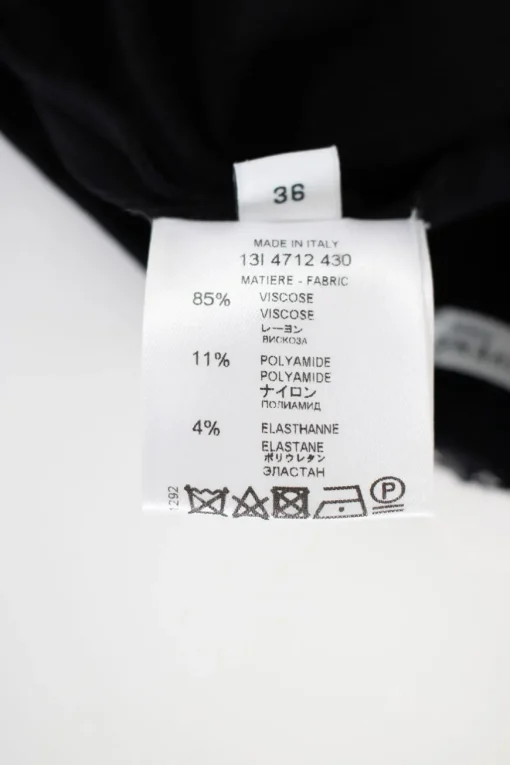 36
MADE IN ITALY
13I 4712 430
MATIERE - FABRIC
85% VISCOSE
VISCOSE
レーヨン
ВИСКОЗА
11% POLYAMIDE
POLYAMIDE
ナイロン
ПОЛИАМИД
4% ELASTHANNE
ELASTANE
ポリウレタン
ЭЛАСТАН
1292
P